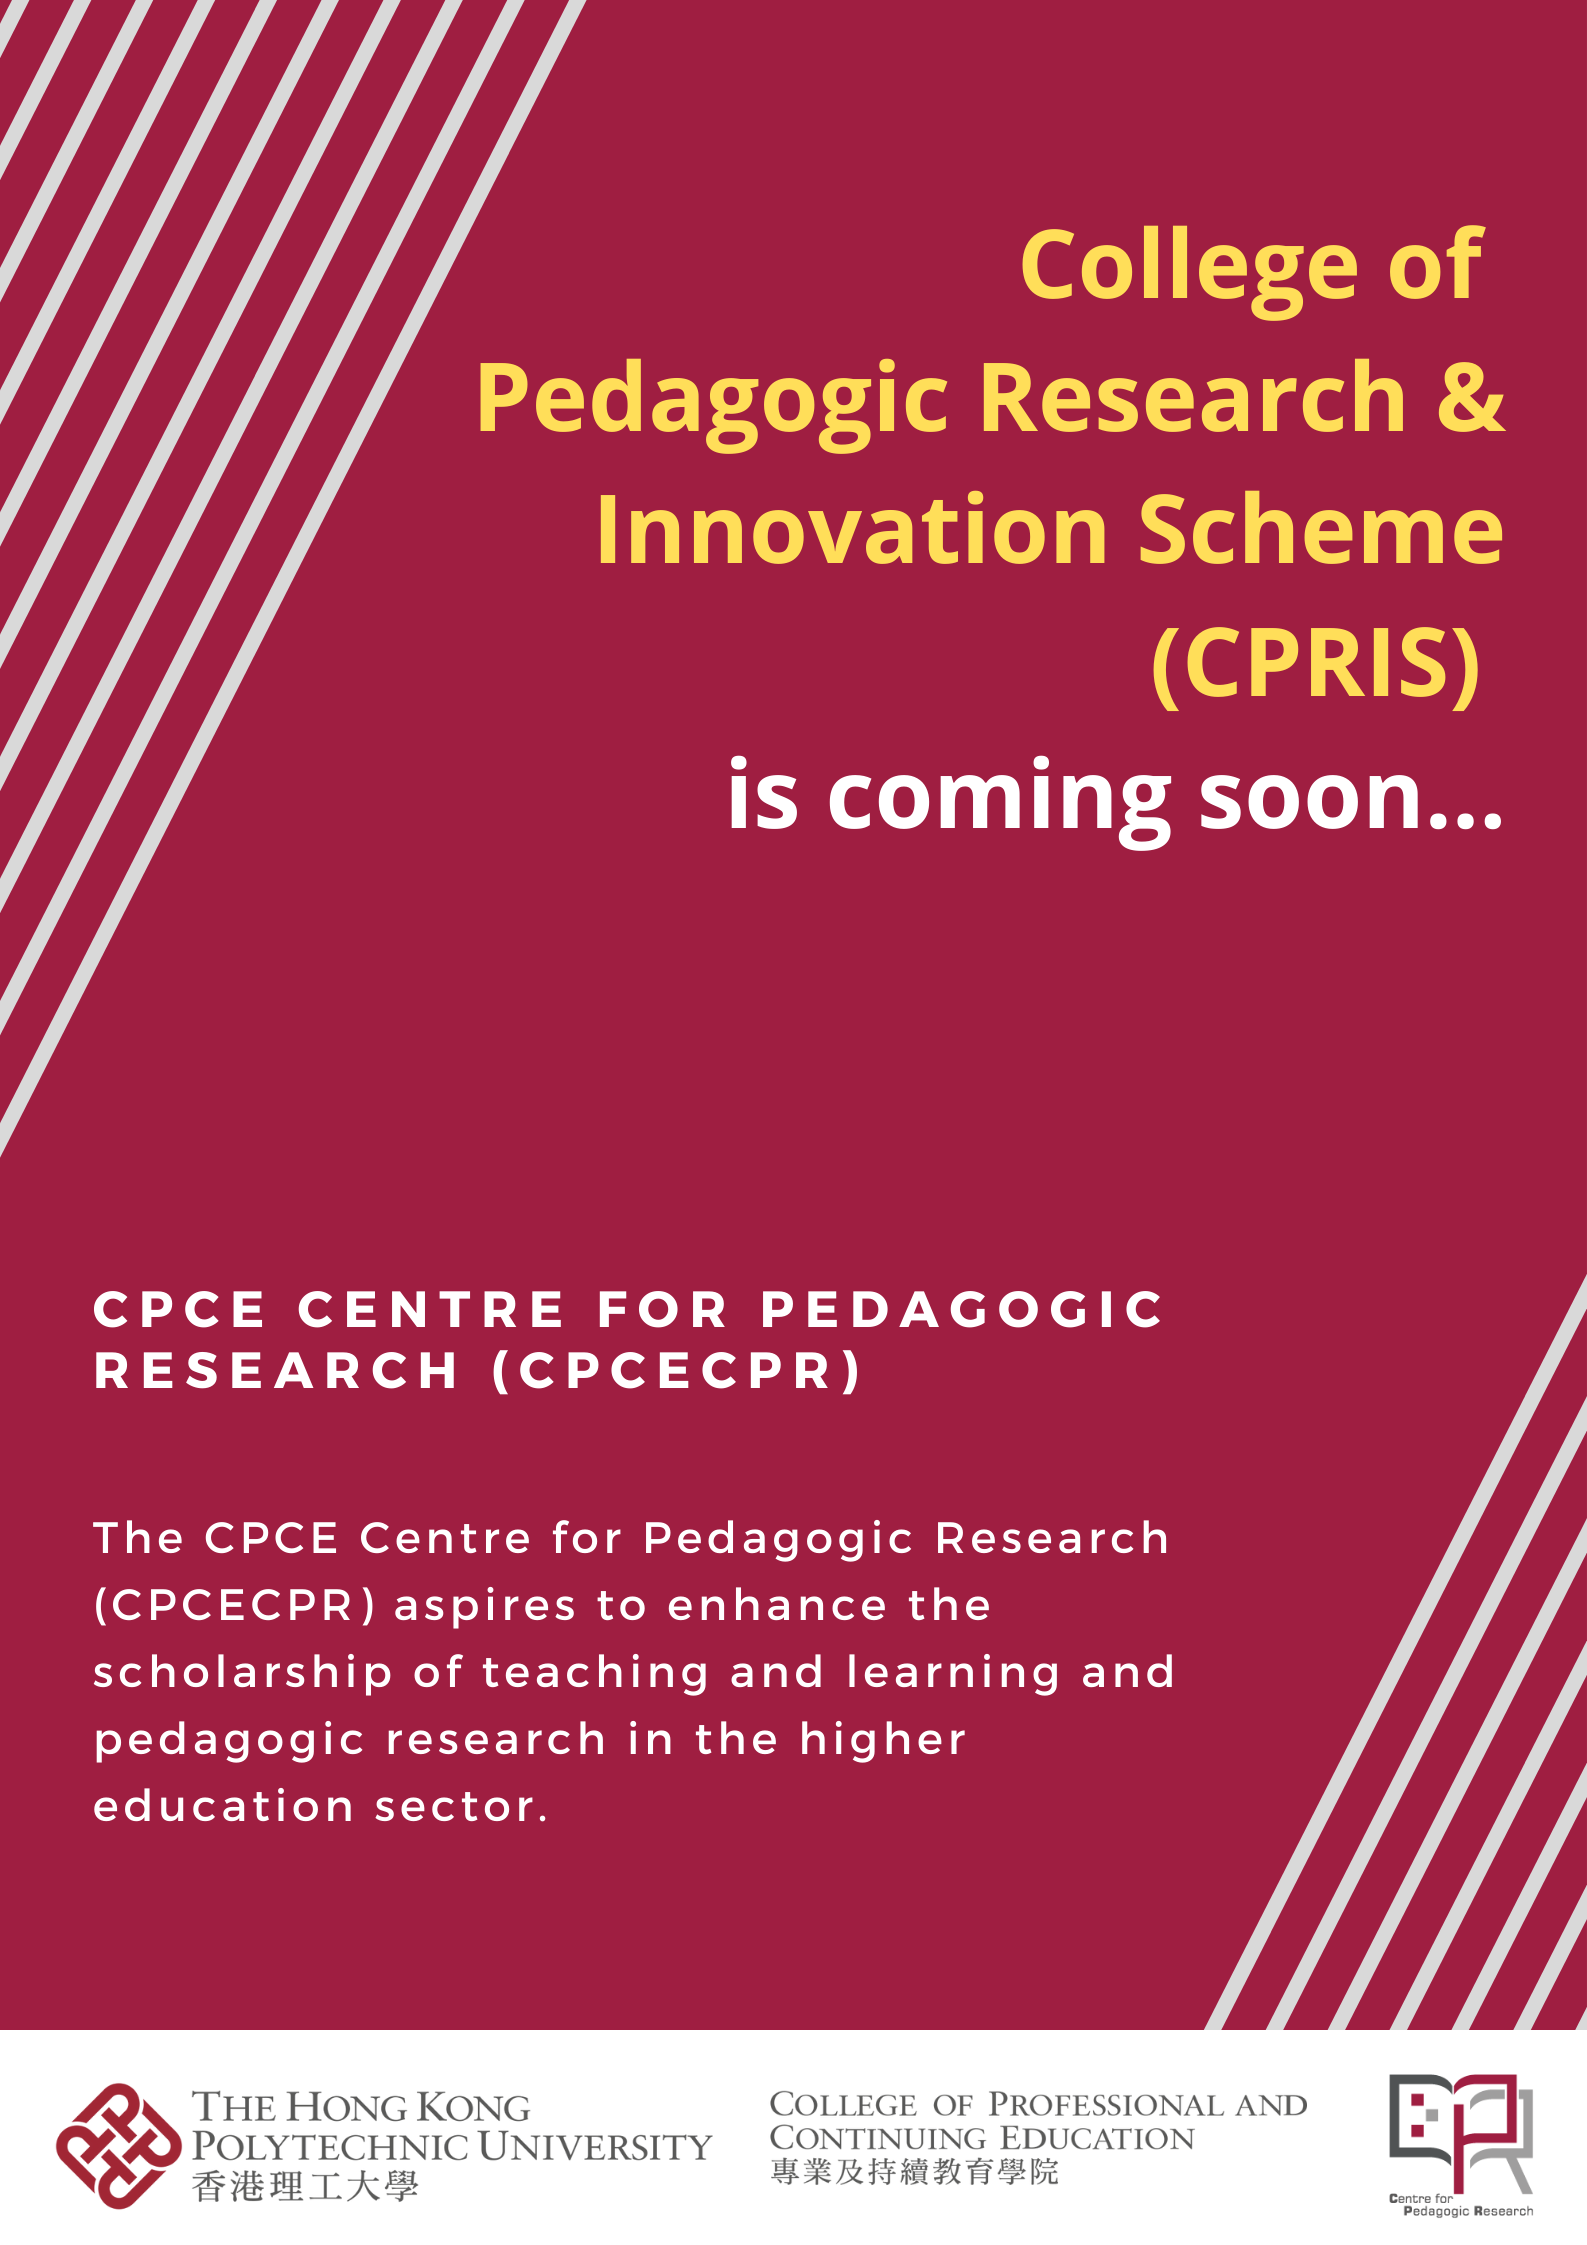 College of
Pedagogic Research &
Innovation Scheme
(CPRIS)
is coming soon...
CPCE CENTRE FOR PEDAGOGIC
RESEARCH (CPCECPR)
The CPCE Centre for Pedagogic Research
(CPCECPR) aspires to enhance the
scholarship of teaching and learning and
pedagogic research in the higher
education sector.
THE HONG KONG
POLYTECHNIC UNIVERSITY
香港理工大學
COLLEGE OF PROFESSIONAL AND
CONTINUING EDUCATION
專業及持續教育學院
Centre for
Pedagogic Research